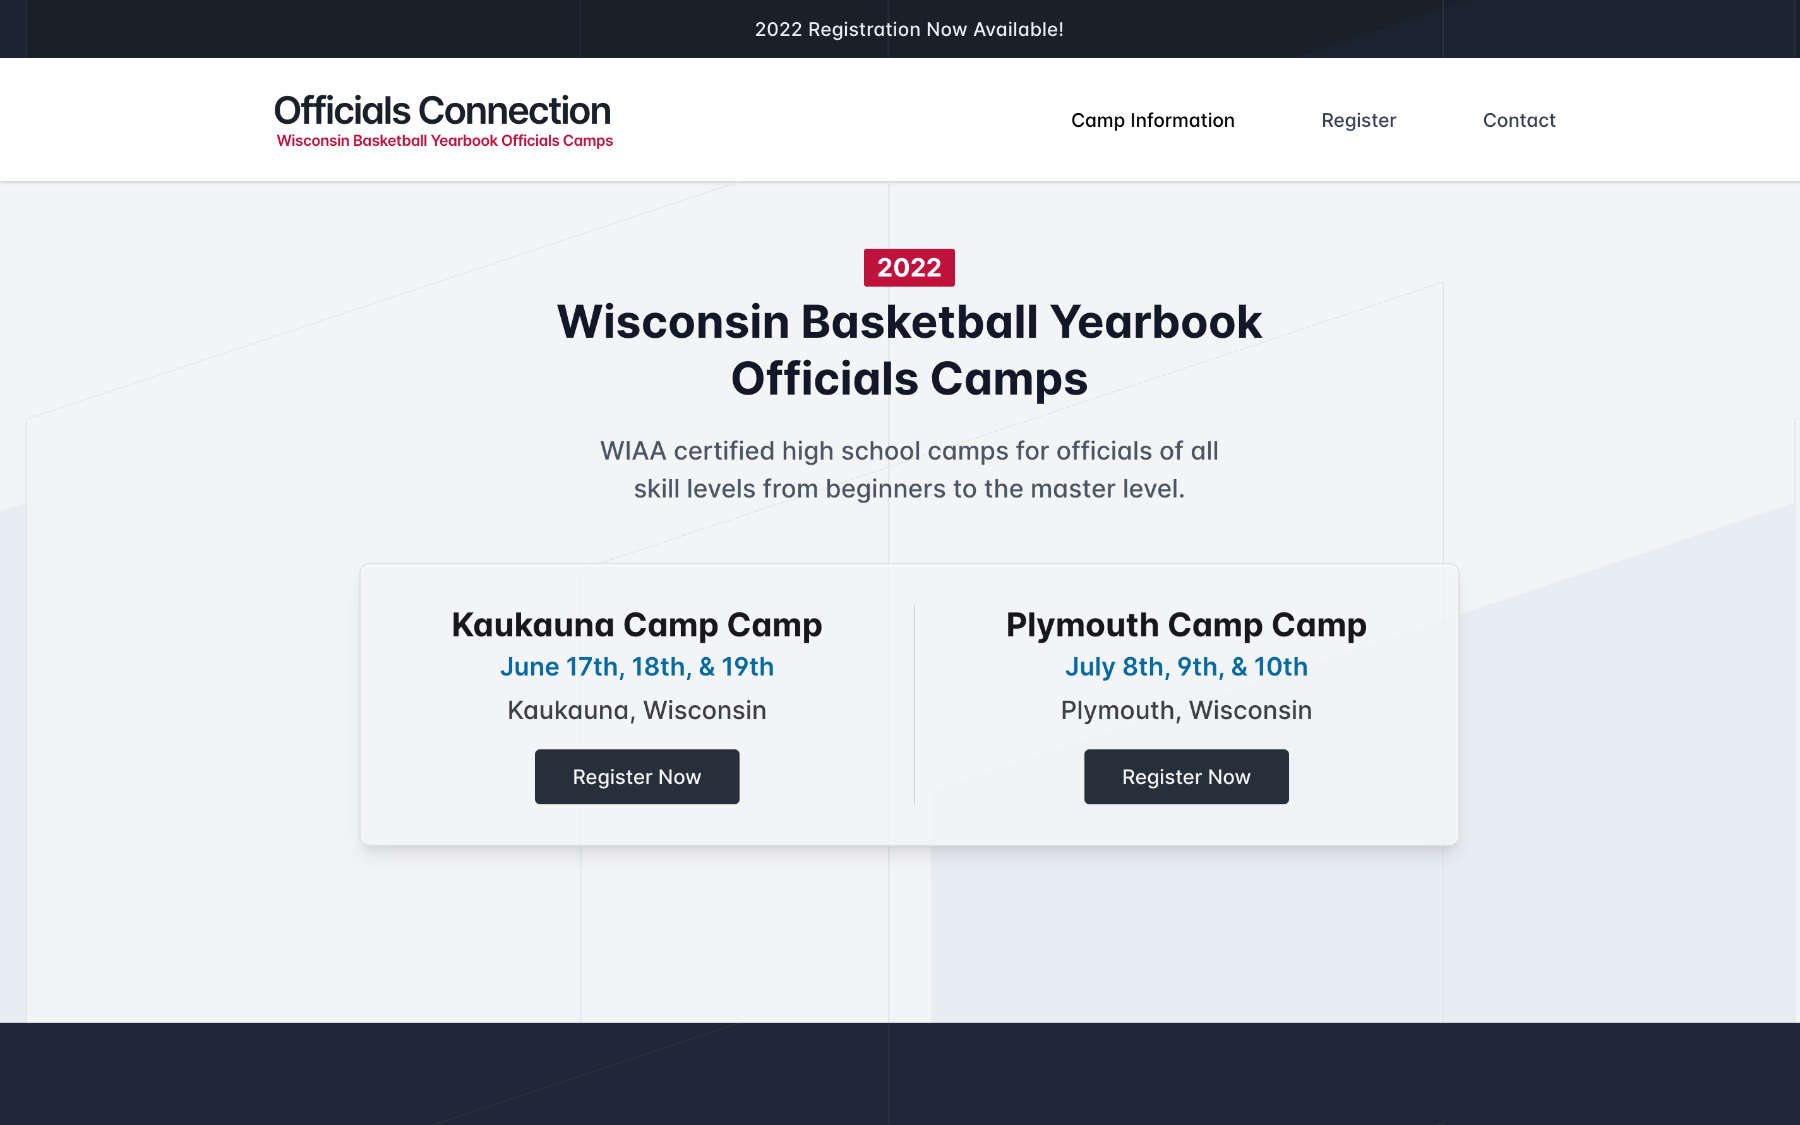 2022 Registration Now Available!
Officials Connection
Wisconsin Basketball Yearbook Officials Camps
Camp Information
Register
Contact
2022
Wisconsin Basketball Yearbook
Officials Camps
WIAA certified high school camps for officials of all
skill levels from beginners to the master level.
Kaukauna Camp Camp
June 17th, 18th, & 19th
Kaukauna, Wisconsin
Register Now
Plymouth Camp Camp
July 8th, 9th, & 10th
Plymouth, Wisconsin
Register Now